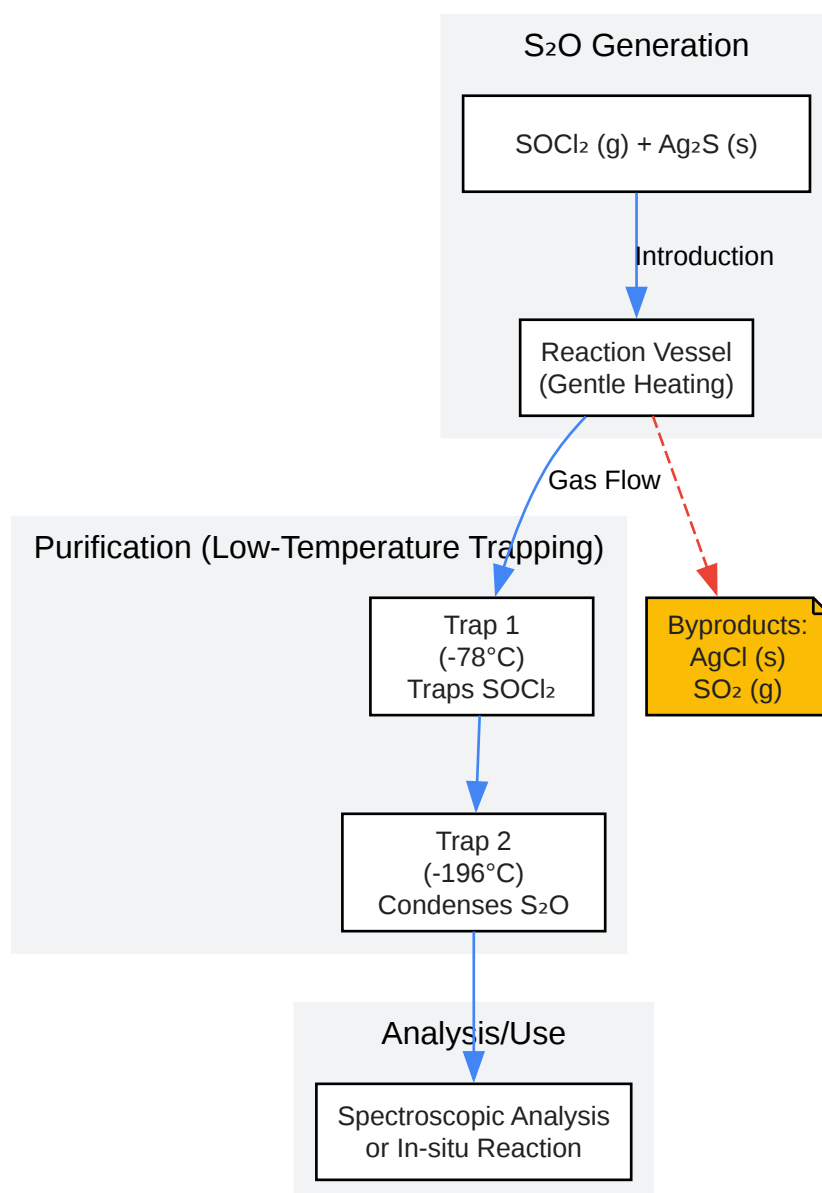 S₂O Generation
SOCl₂ (g) + Ag₂S (s)
Introduction
Reaction Vessel
(Gentle Heating)
Gas Flow
Purification (Low-Temperature Trapping)
Trap 1
(-78°C)
Traps SOCl₂
Byproducts:
AgCl (s)
SO₂ (g)
Trap 2
(-196°C)
Condenses S₂O
Analysis/Use
Spectroscopic Analysis
or In-situ Reaction